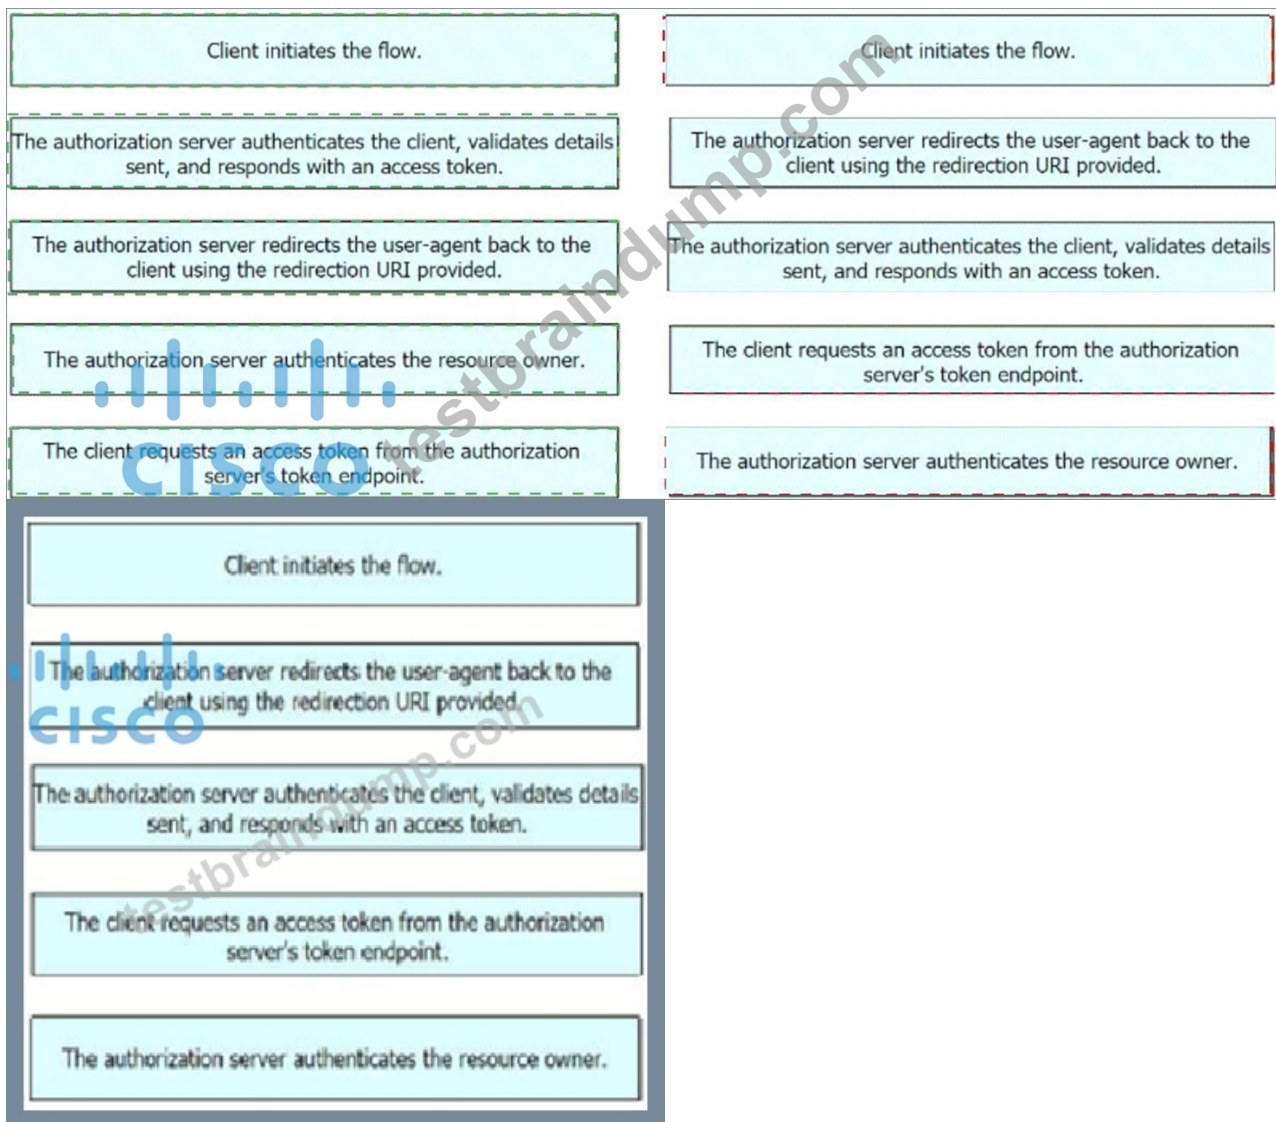 Client initiates the flow.
The authorization server authenticates the client, validates details
sent, and responds with an access token.
The authorization server redirects the user-agent back to the
client using the redirection URI provided.
The authorization server authenticates the resource owner.
The client requests an access token from the authorization
server's token endpoint.
CISCO
Client initiates the flow.
The authorization server redirects the user-agent back to the
client using the redirection URI provided.
The authorization server authenticates the client, validates details
sent, and responds with an access token.
The client requests an access token from the authorization
server's token endpoint.
The authorization server authenticates the resource owner.
testbraindump.com
Client initiates the flow.
The authorization server redirects the user-agent back to the
client using the redirection URI provided.
CISCO
The authorization server authenticates the client, validates details
sent, and responds with an access token.
The client requests an access token from the authorization
server's token endpoint.
The authorization server authenticates the resource owner.
testbraindump.com